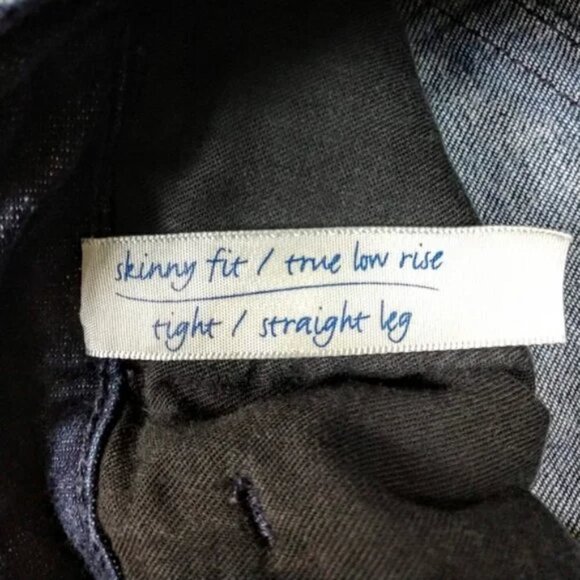 skinny fit / true low rise
tight / straight leg